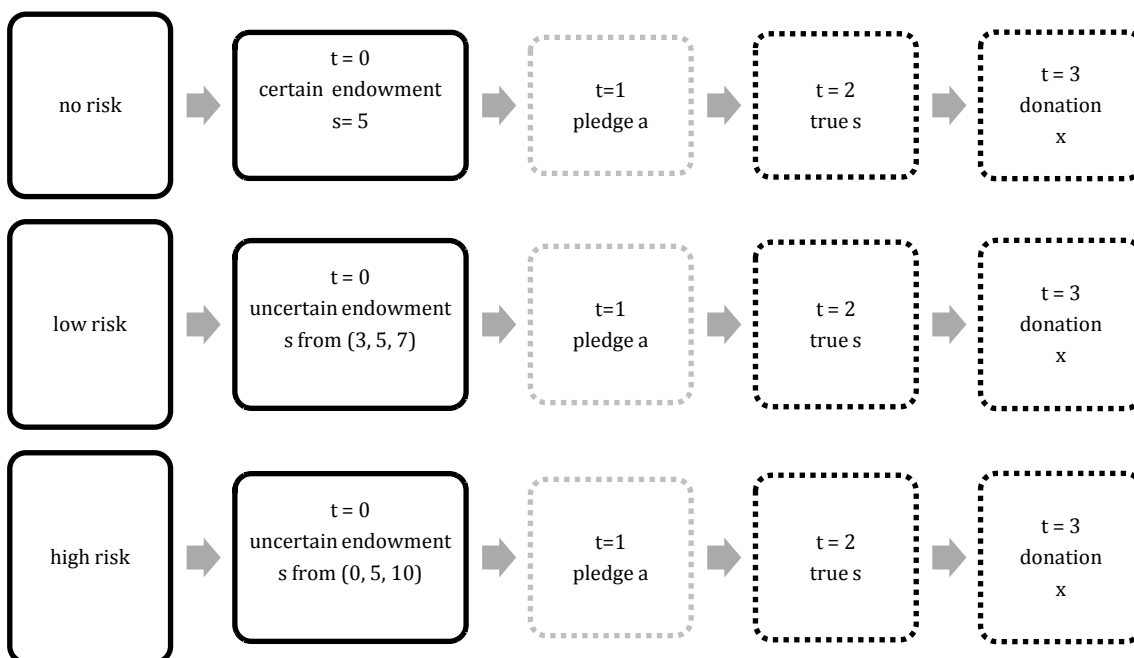 no risk
t = 0
certain endowment
s= 5
t=1
pledge a
t = 2
true s
t = 3
donation
x
low risk
t = 0
uncertain endowment
s from (3, 5, 7)
t=1
pledge a
t = 2
true s
t = 3
donation
x
high risk
t = 0
uncertain endowment
s from (0, 5, 10)
t=1
pledge a
t = 2
true s
t = 3
donation
x